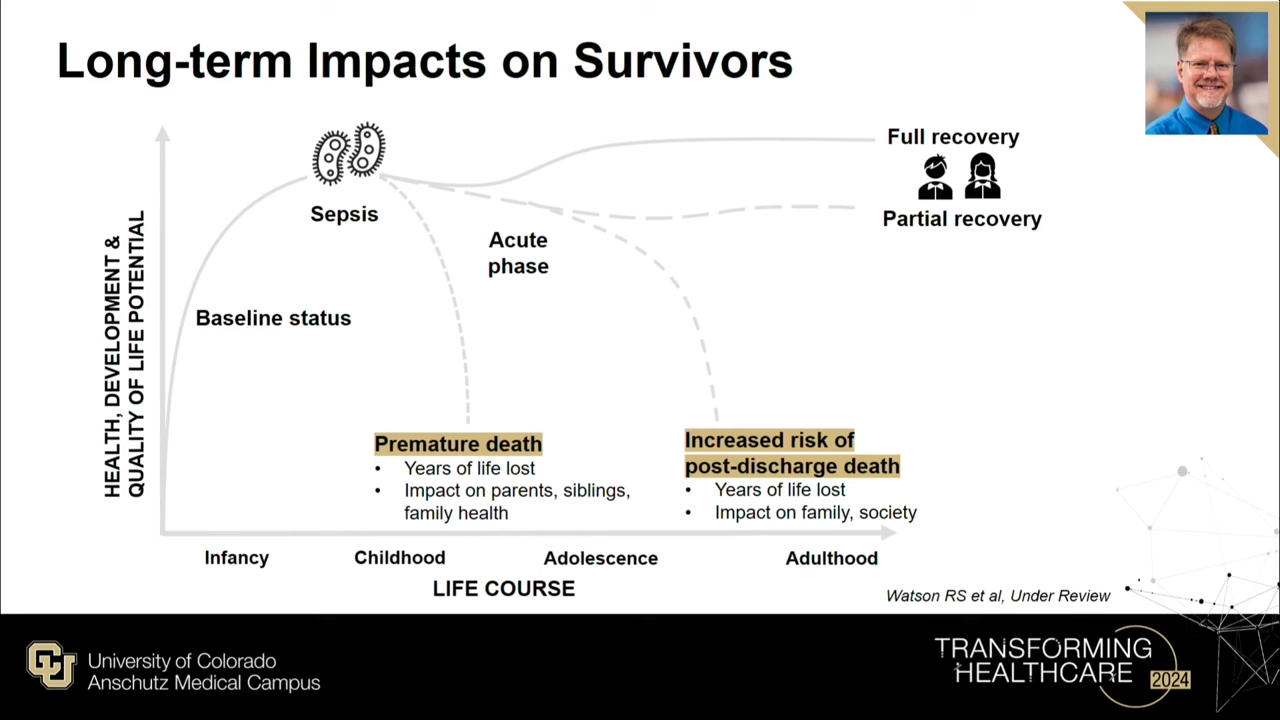 Long-term Impacts on Survivors
HEALTH, DEVELOPMENT &
QUALITY OF LIFE POTENTIAL
Sepsis
Baseline status
Acute
phase
Full recovery
Partial recovery
Premature death
• Years of life lost
• Impact on parents, siblings,
family health
Increased risk of
post-discharge death
• Years of life lost
• Impact on family, society
Infancy
Childhood
Adolescence
Adulthood
LIFE COURSE
Watson RS et al, Under Review
CU
University of Colorado
Anschutz Medical Campus
TRANSFORMING
HEALTHCARE
2024